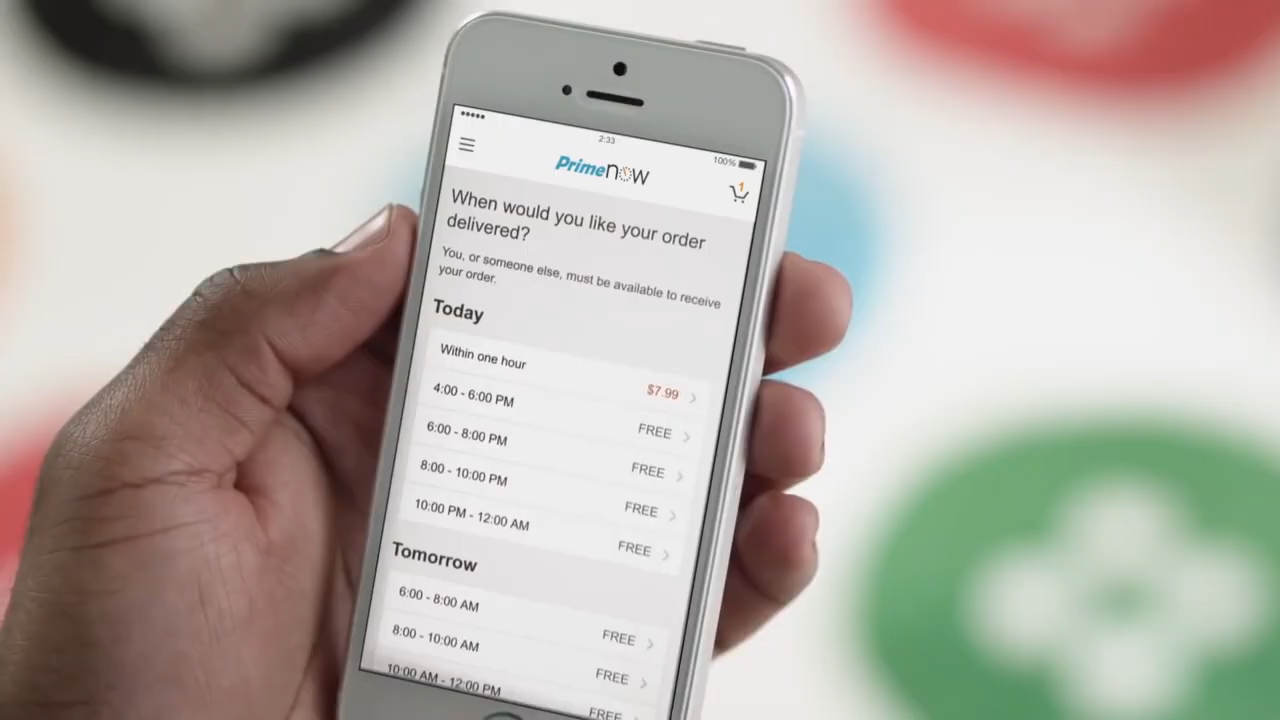 2:33
100%
Prime now
1
When would you like your order
delivered?
You, or someone else, must be available to receive
your order.
Today
Within one hour $7.99
4:00 - 6:00 PM FREE
6:00 - 8:00 PM FREE
8:00 - 10:00 PM FREE
10:00 PM - 12:00 AM FREE
Tomorrow
6:00 - 8:00 AM FREE
8:00 - 10:00 AM FREE
10:00 AM - 12:00 PM FREE